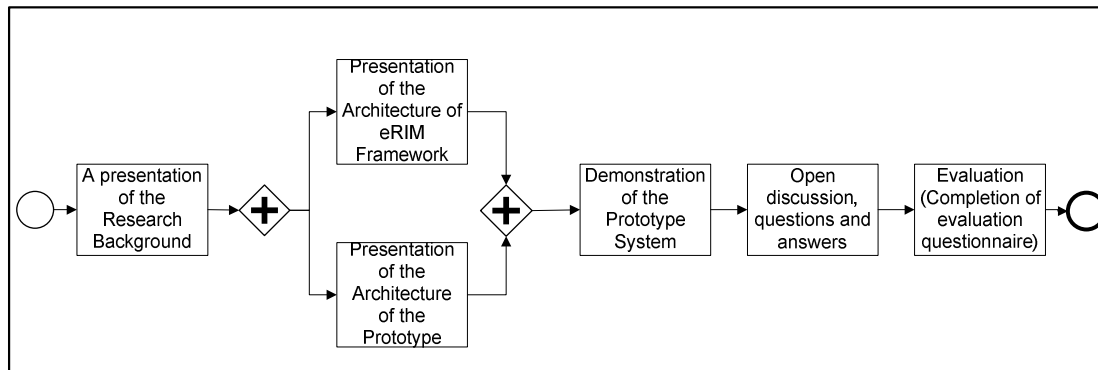 A presentation
of the
Research
Background
Presentation
of the
Architecture of
eRIM
Framework
Presentation
of the
Architecture
of the
Prototype
Demonstration
of the
Prototype
System
Open
discussion,
questions and
answers
Evaluation
(Completion of
evaluation
questionnaire)